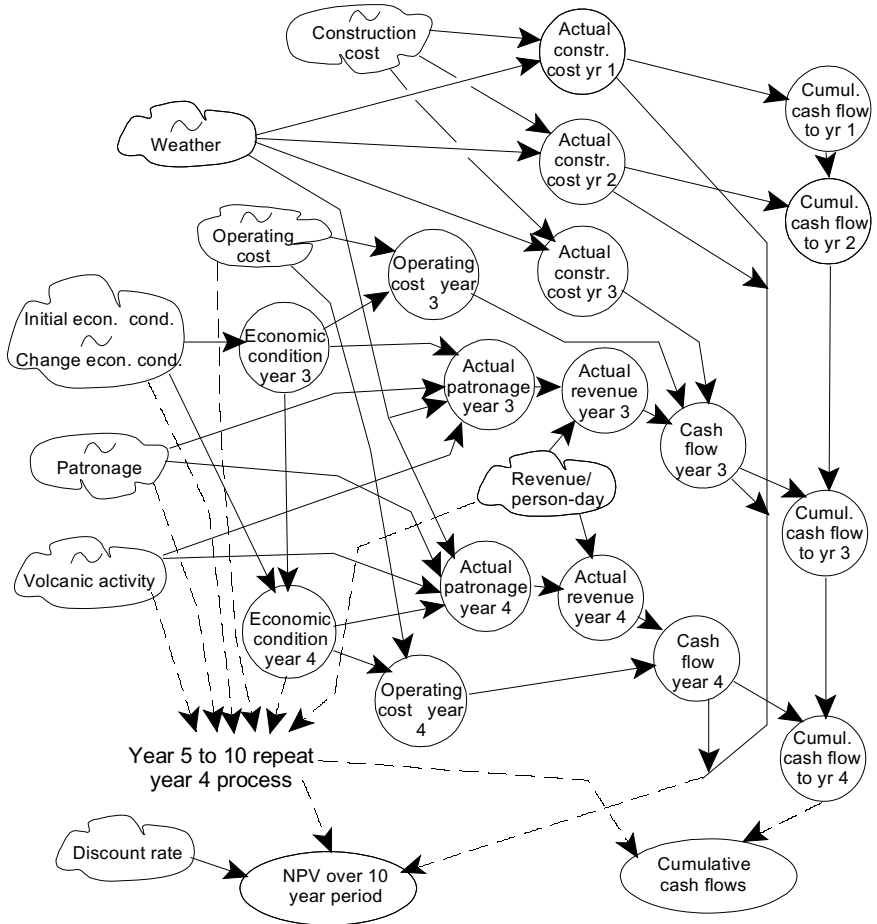 Construction
cost
Actual
constr.
cost yr 1
Cumul.
cash flow
to yr 1
Weather
Actual
constr.
cost yr 2
Cumul.
cash flow
to yr 2
Operating
cost
Operating
cost year
3
Actual
constr.
cost yr 3
Initial econ. cond.
Change econ. cond.
Economic
condition
year 3
Actual
patronage
year 3
Actual
revenue
year 3
Cash
flow
year 3
Patronage
Revenue/
person-day
Cumul.
cash flow
to yr 3
Volcanic activity
Actual
patronage
year 4
Actual
revenue
year 4
Economic
condition
year 4
Cash
flow
year 4
Operating
cost year
4
Cumul.
cash flow
to yr 4
Year 5 to 10 repeat
year 4 process
Discount rate
NPV over 10
year period
Cumulative
cash flows